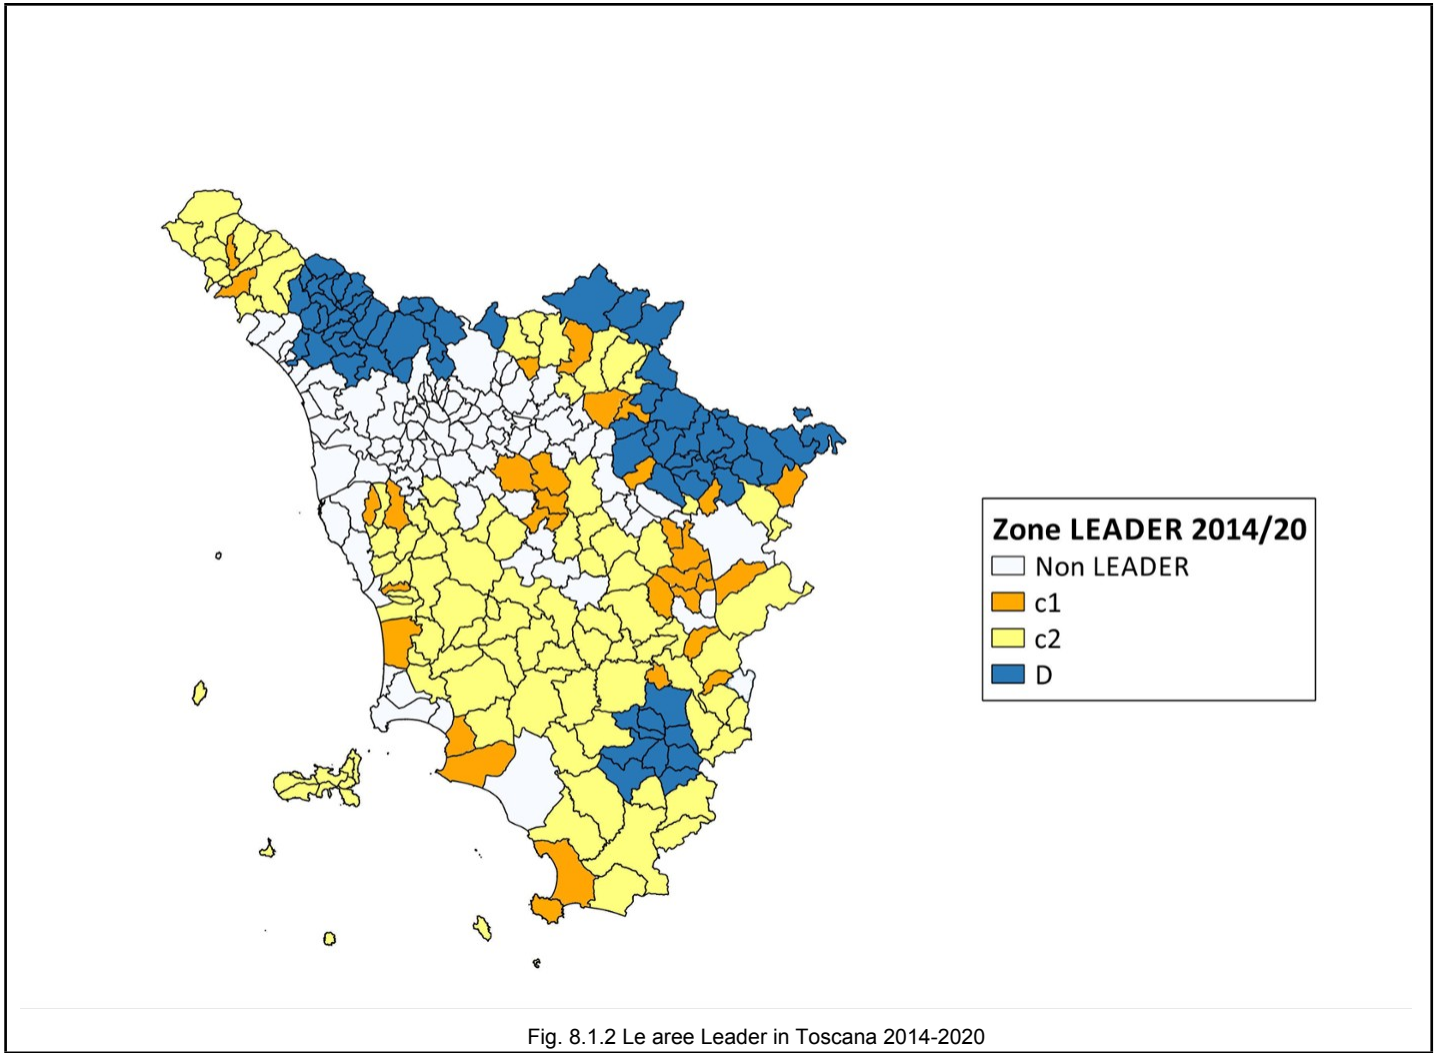 Zone LEADER 2014/20
Non LEADER
c1
c2
D
Fig. 8.1.2 Le aree Leader in Toscana 2014-2020